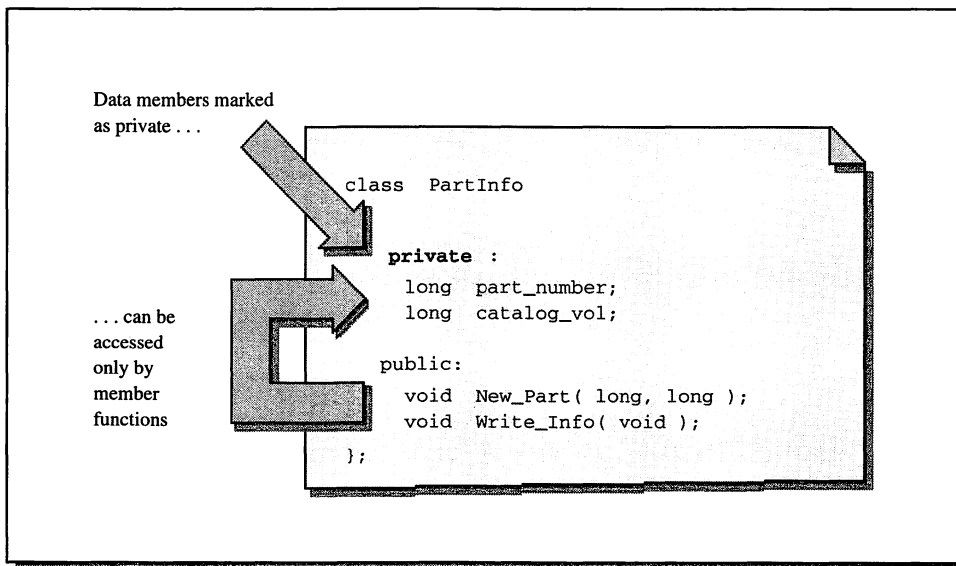 Data members marked
as private . . .
class PartInfo
private :
long part_number;
long catalog_vol;
. . . can be
accessed
only by
member
functions
public:
void New_Part( long, long );
void Write_Info( void );
};